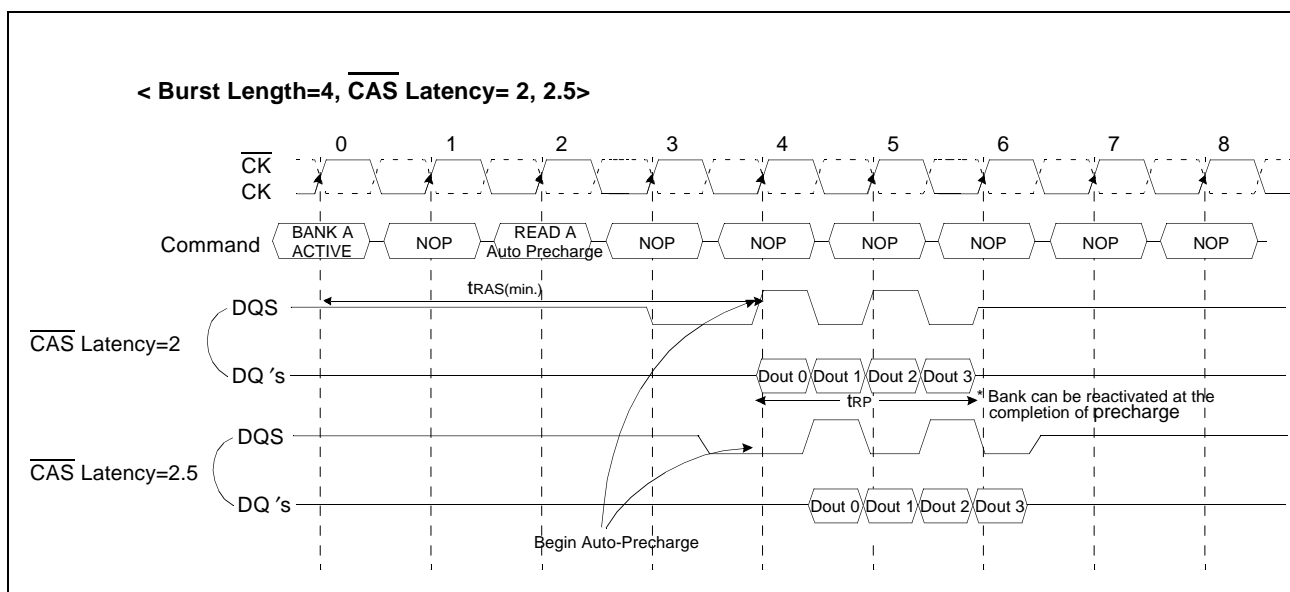 < Burst Length=4, CAS Latency= 2, 2.5>
0 1 2 3 4 5 6 7 8
CK
CK
Command
BANK A
ACTIVE
NOP
READ A
Auto Precharge
NOP
NOP
NOP
NOP
NOP
NOP
tRAS(min.)
DQS
CAS Latency=2
DQ 's
Dout 0 Dout 1 Dout 2 Dout 3
tRP
* Bank can be reactivated at the
completion of precharge
DQS
CAS Latency=2.5
DQ 's
Dout 0 Dout 1 Dout 2 Dout 3
Begin Auto-Precharge